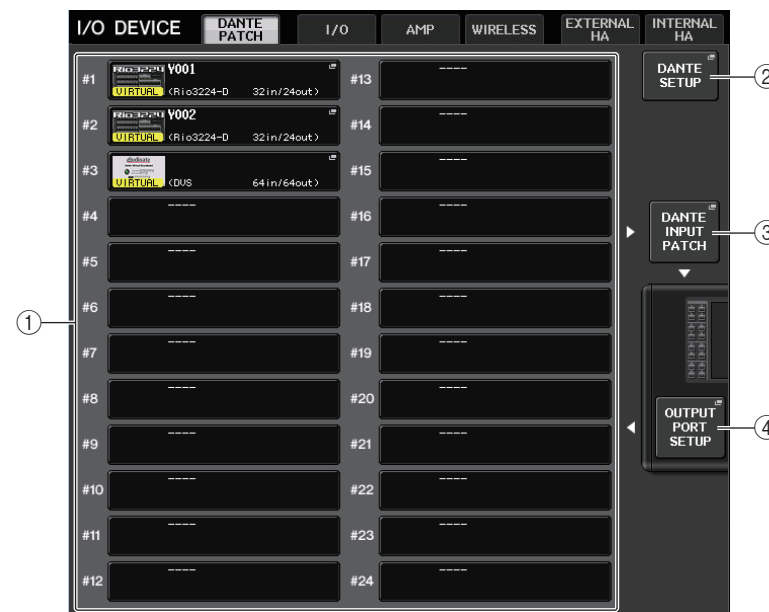 I/O DEVICE
DANTE PATCH
I/O
AMP
WIRELESS
EXTERNAL HA
INTERNAL HA
#1
Rio3224
Y001
VIRTUAL
(Rio3224-D 32in/24out)
#2
Rio3224
Y002
VIRTUAL
(Rio3224-D 32in/24out)
#3
VIRTUAL
(DVS 64in/64out)
#4 ----
#5 ----
#6 ----
#7 ----
#8 ----
#9 ----
#10 ----
#11 ----
#12 ----
#13 ----
#14 ----
#15 ----
#16 ----
#17 ----
#18 ----
#19 ----
#20 ----
#21 ----
#22 ----
#23 ----
#24 ----
DANTE SETUP
DANTE INPUT PATCH
OUTPUT PORT SETUP
①
②
③
④